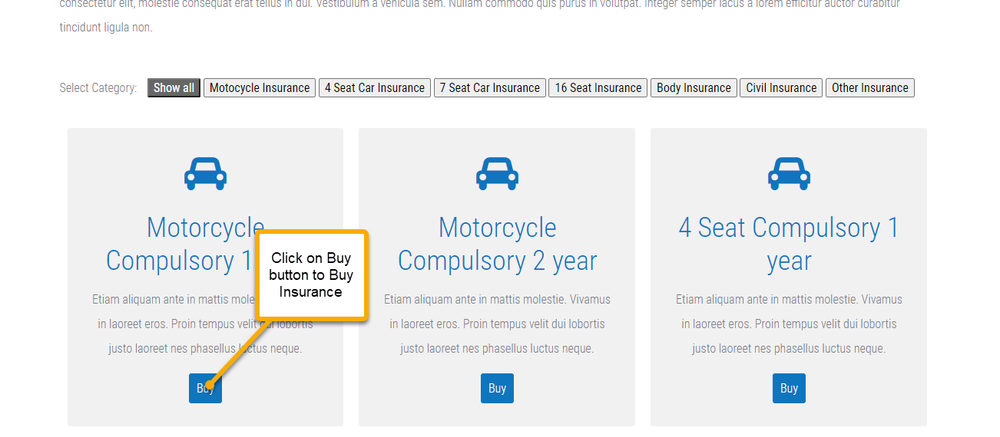 consectetur elit, molestie consequat erat tellus in dui. Vestibulum a vehicula sem. Nullam commodo quis purus in volutpat. Integer semper lacus a lorem efficitur auctor curabitur
tincidunt ligula non.
Select Category: Show all Motocycle Insurance 4 Seat Car Insurance 7 Seat Car Insurance 16 Seat Insurance Body Insurance Civil Insurance Other Insurance
Motorcycle
Compulsory 1
Etiam aliquam ante in mattis
in laoreet eros. Proin tempus velit dui lobortis
justo laoreet nes phasellus luctus neque.
Buy
Click on Buy
button to Buy
Insurance
Motorcycle
Compulsory 2 year
Etiam aliquam ante in mattis molestie. Vivamus
in laoreet eros. Proin tempus velit dui lobortis
justo laoreet nes phasellus luctus neque.
Buy
4 Seat Compulsory 1
year
Etiam aliquam ante in mattis molestie. Vivamus
in laoreet eros. Proin tempus velit dui lobortis
justo laoreet nes phasellus luctus neque.
Buy